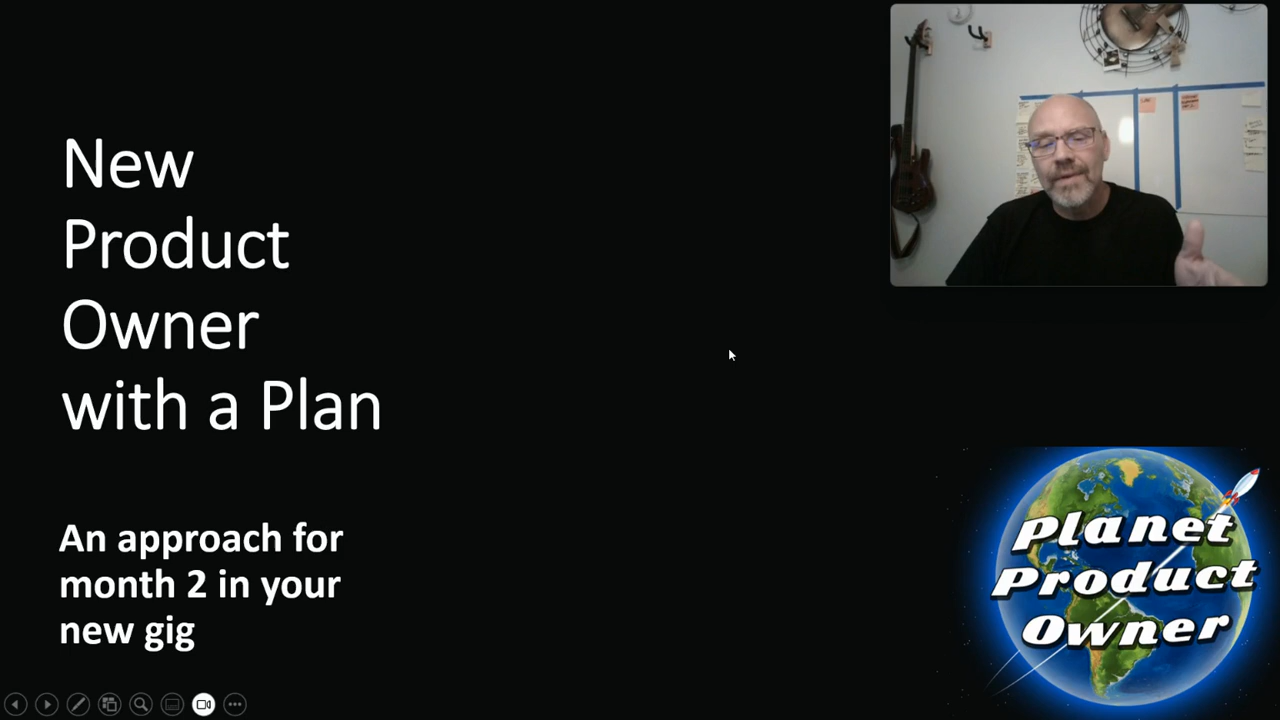 New
Product
Owner
with a Plan
An approach for
month 2 in your
new gig
Planet
Product
Owner